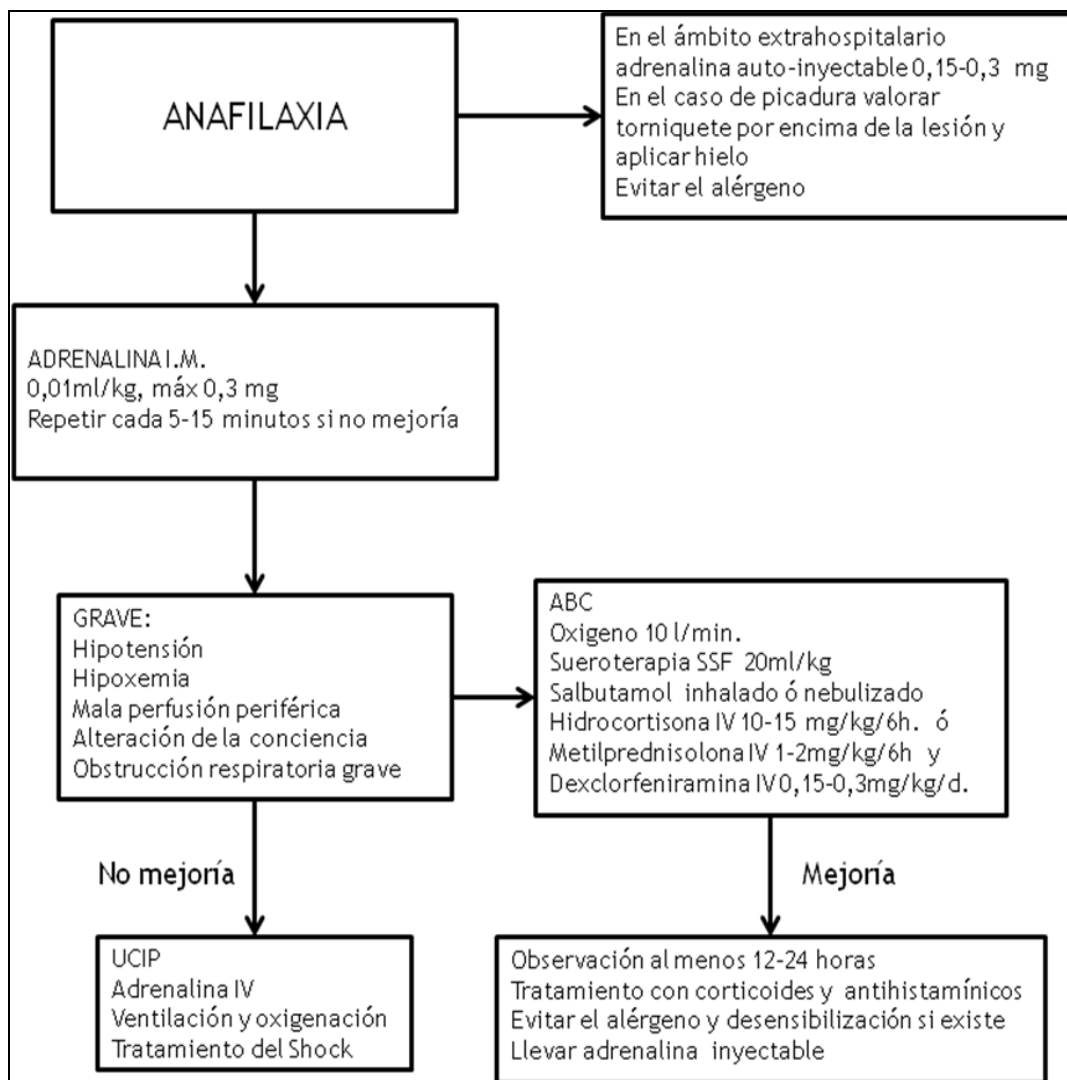 ANAFILAXIA
En el ámbito extrahospitalario
adrenalina auto-inyectable 0,15-0,3 mg
En el caso de picadura valorar
torniquete por encima de la lesión y
aplicar hielo
Evitar el alérgeno
ADRENALINA I.M.
0,01ml/kg, máx 0,3 mg
Repetir cada 5-15 minutos si no mejoría
GRAVE:
Hipotensión
Hipoxemia
Mala perfusión periférica
Alteración de la conciencia
Obstrucción respiratoria grave
ABC
Oxigeno 10 l/min.
Sueroterapia SSF 20ml/kg
Salbutamol inhalado ó nebulizado
Hidrocortisona IV 10-15 mg/kg/6h. ó
Metilprednisolona IV 1-2mg/kg/6h y
Dexclorfeniramina IV 0,15-0,3mg/kg/d.
No mejoría
Mejoría
UCIP
Adrenalina IV
Ventilación y oxigenación
Tratamiento del Shock
Observación al menos 12-24 horas
Tratamiento con corticoides y antihistamínicos
Evitar el alérgeno y desensibilización si existe
Llevar adrenalina inyectable